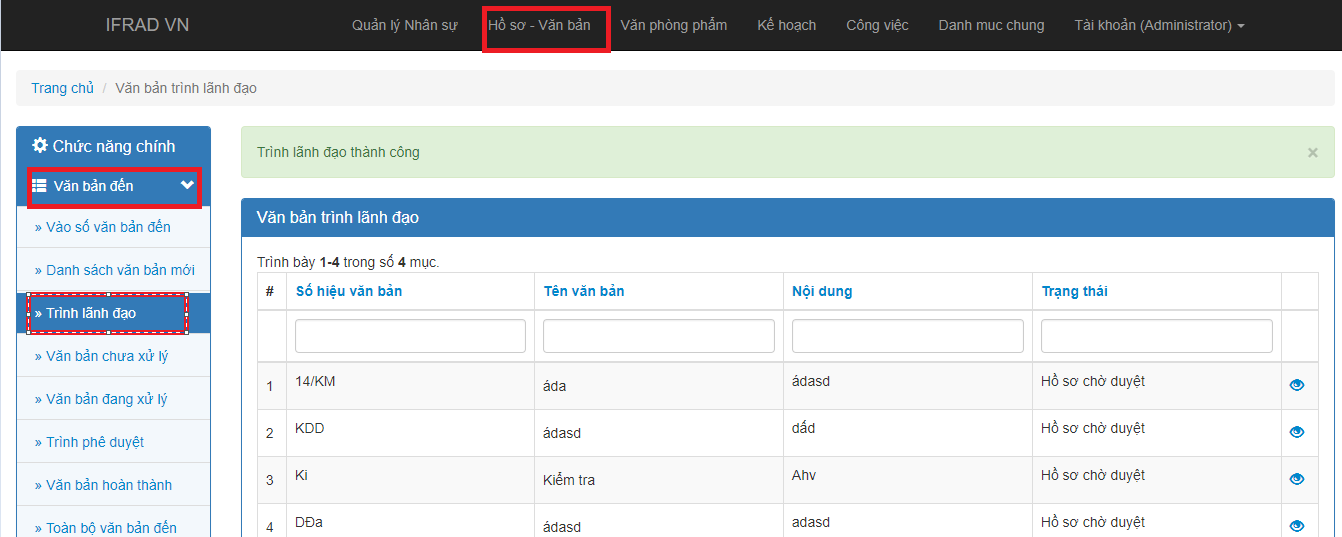 IFRAD VN Quản lý Nhân sự Hồ sơ - Văn bản Văn phòng phẩm Kế hoạch Công việc Danh mục chung Tài khoản (Administrator)
Trang chủ / Văn bản trình lãnh đạo
Chức năng chính
Văn bản đến
» Vào số văn bản đến
» Danh sách văn bản mới
» Trình lãnh đạo
» Văn bản chưa xử lý
» Văn bản đang xử lý
» Trình phê duyệt
» Văn bản hoàn thành
» Toàn bộ văn bản đến
Trình lãnh đạo thành công ×
Văn bản trình lãnh đạo
Trình bày 1-4 trong số 4 mục.
# Số hiệu văn bản Tên văn bản Nội dung Trạng thái
1 14/KM áda ádasd Hồ sơ chờ duyệt
2 KDD ádasd dấd Hồ sơ chờ duyệt
3 Ki Kiểm tra Ahv Hồ sơ chờ duyệt
4 DĐa ádasd adasd Hồ sơ chờ duyệt